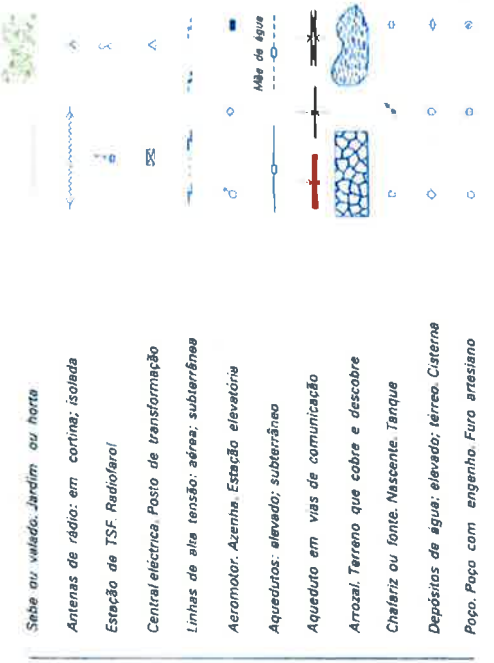 Sebe ou valado. Jardim ou horta
Antenas de rádio: em cortina; isolada
Estação de TSF. Radiofarol
Central eléctrica. Posto de transformação
Linhas de alta tensão: aérea; subterrânea
Aeromotor. Azenha. Estação elevatória
Aquedutos: elevado; subterrâneo
Mãe de água
Aqueduto em vias de comunicação
Arrozal. Terreno que cobre e descobre
Chafariz ou fonte. Nascente. Tanque
Depósitos de água: elevado; térreo. Cisterna
Poço. Poço com engenho. Furo artesiano